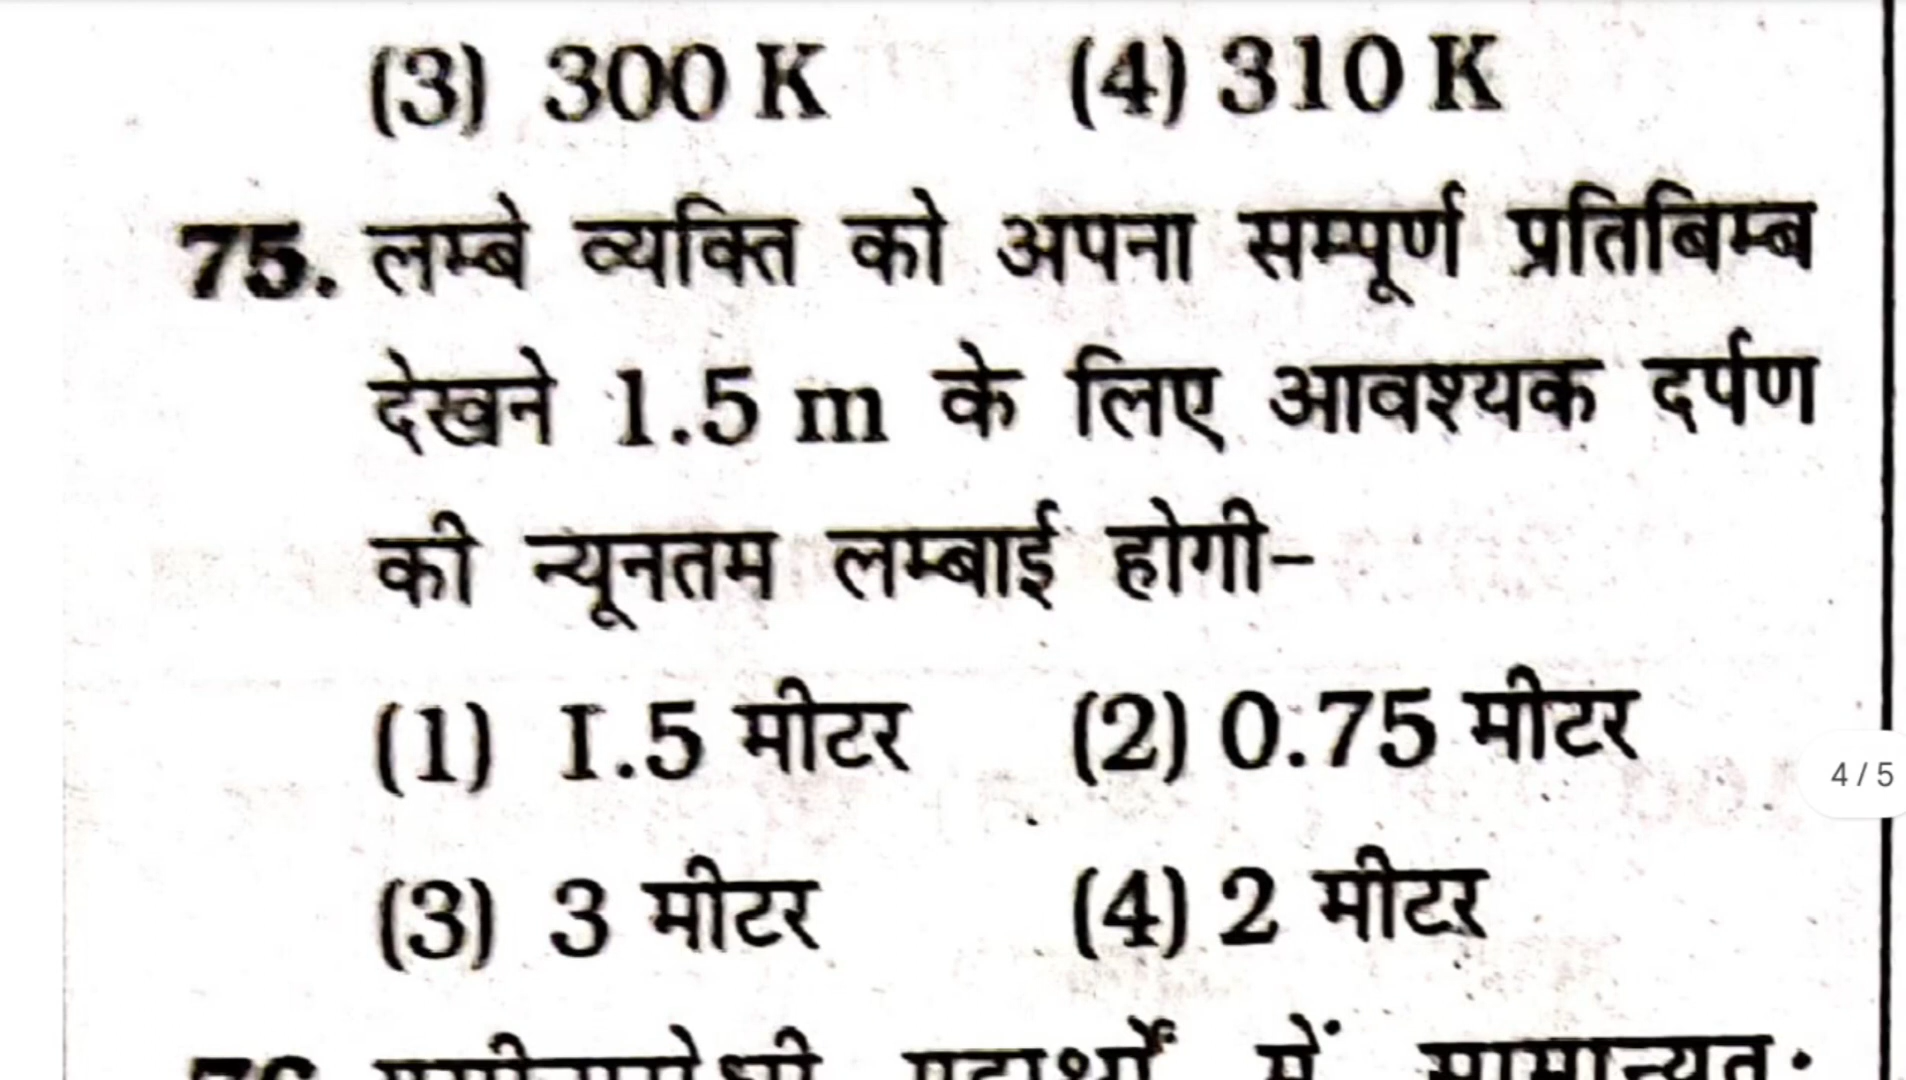 (3) 300 K (4) 310 K
75. लम्बे व्यक्ति को अपना सम्पूर्ण प्रतिबिम्ब
देखने 1.5 m के लिए आवश्यक दर्पण
की न्यूनतम लम्बाई होगी–
(1) 1.5 मीटर (2) 0.75 मीटर
4 / 5
(3) 3 मीटर (4) 2 मीटर
में